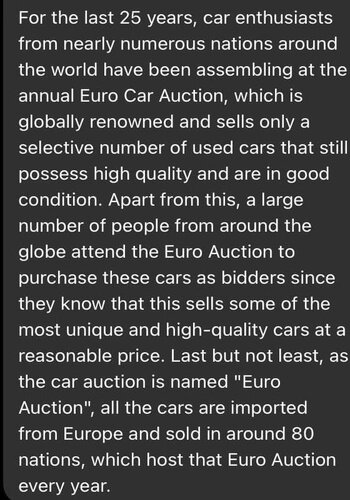 For the last 25 years, car enthusiasts
from nearly numerous nations around
the world have been assembling at the
annual Euro Car Auction, which is
globally renowned and sells only a
selective number of used cars that still
possess high quality and are in good
condition. Apart from this, a large
number of people from around the
globe attend the Euro Auction to
purchase these cars as bidders since
they know that this sells some of the
most unique and high-quality cars at a
reasonable price. Last but not least, as
the car auction is named "Euro
Auction", all the cars are imported
from Europe and sold in around 80
nations, which host that Euro Auction
every year.